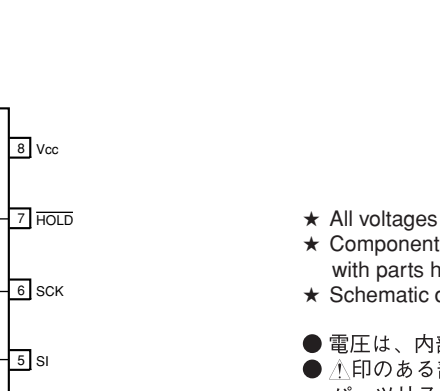 8 Vcc
7 HOLD
6 SCK
5 SI
★ All voltages
★ Component
with parts h
★ Schematic
● 電圧は、内部
● ⚠印のある